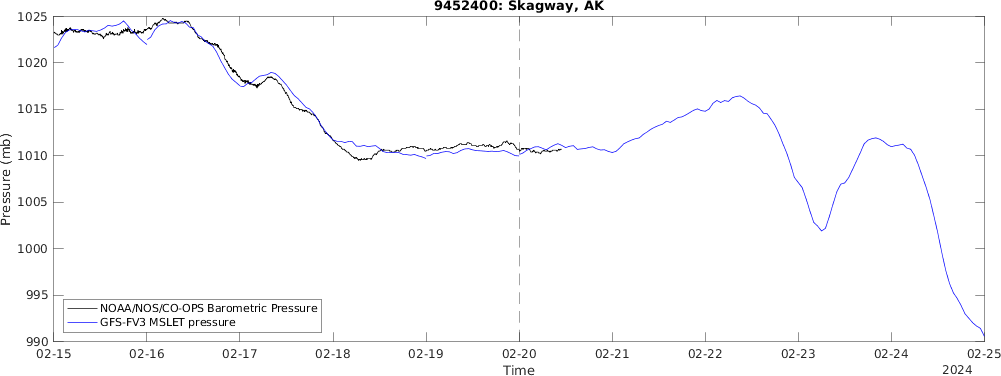 9452400: Skagway, AK
1025
1020
1015
1010
1005
1000
995
990
Pressure (mb)
NOAA/NOS/CO-OPS Barometric Pressure
GFS-FV3 MSLET pressure
02-15 02-16 02-17 02-18 02-19 02-20 02-21 02-22 02-23 02-24 02-25
Time
2024